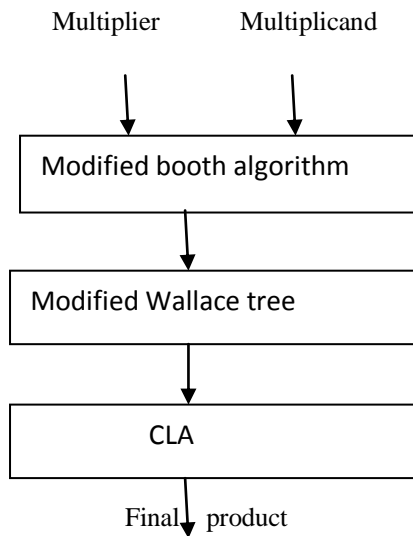 Multiplier Multiplicand
Modified booth algorithm
Modified Wallace tree
CLA
Final product